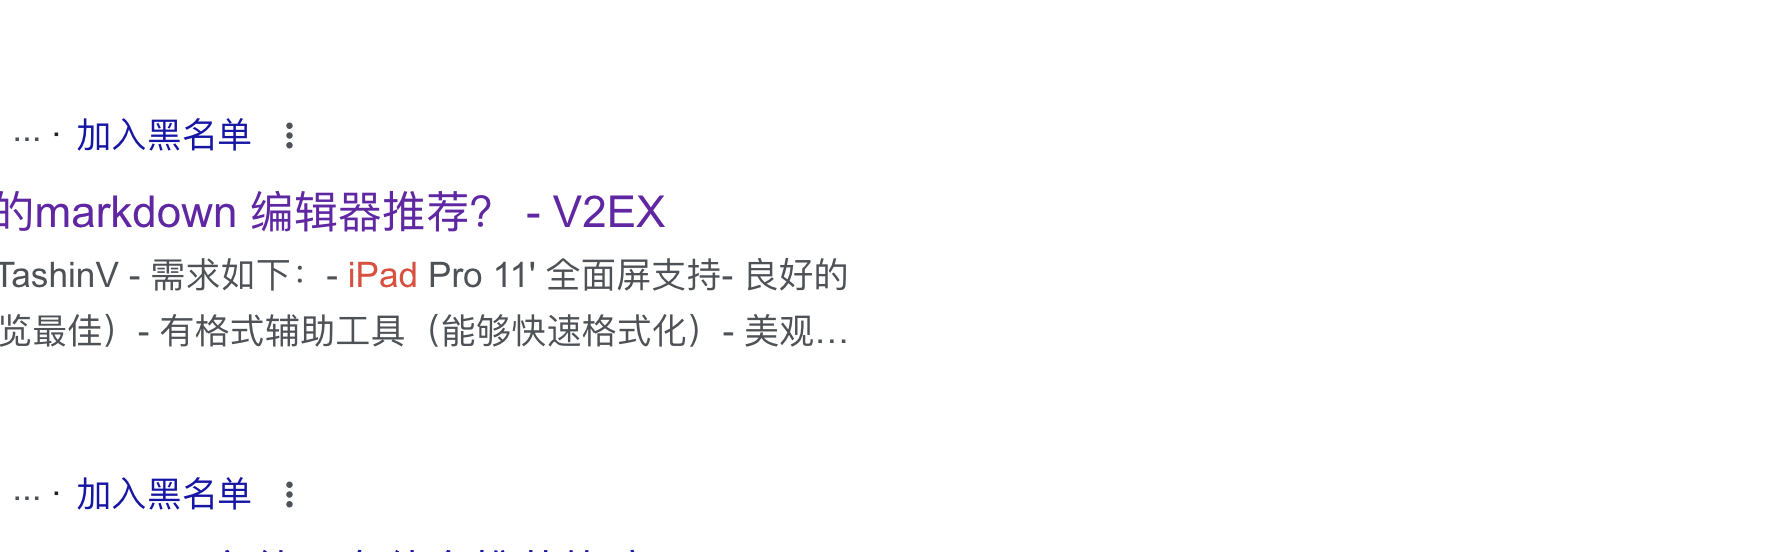 ... · 加入黑名单
的markdown 编辑器推荐？ - V2EX
TashinV - 需求如下：- iPad Pro 11' 全面屏支持- 良好的
览最佳）- 有格式辅助工具（能够快速格式化）- 美观…
... · 加入黑名单